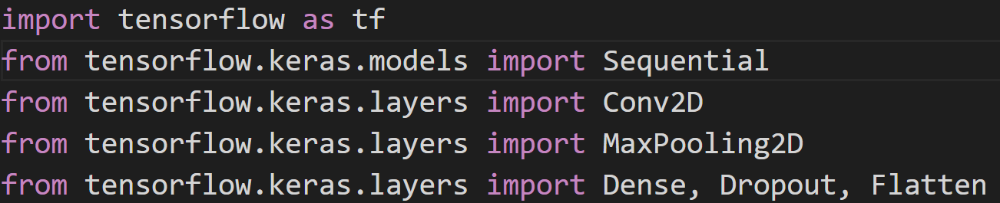 import tensorflow as tf
from tensorflow.keras.models import Sequential
from tensorflow.keras.layers import Conv2D
from tensorflow.keras.layers import MaxPooling2D
from tensorflow.keras.layers import Dense, Dropout, Flatten